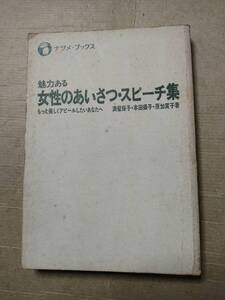 ナツメ・ブックス
魅力ある
女性のあいさつ・スピーチ集
もっと美しくアピールしたいあなたへ